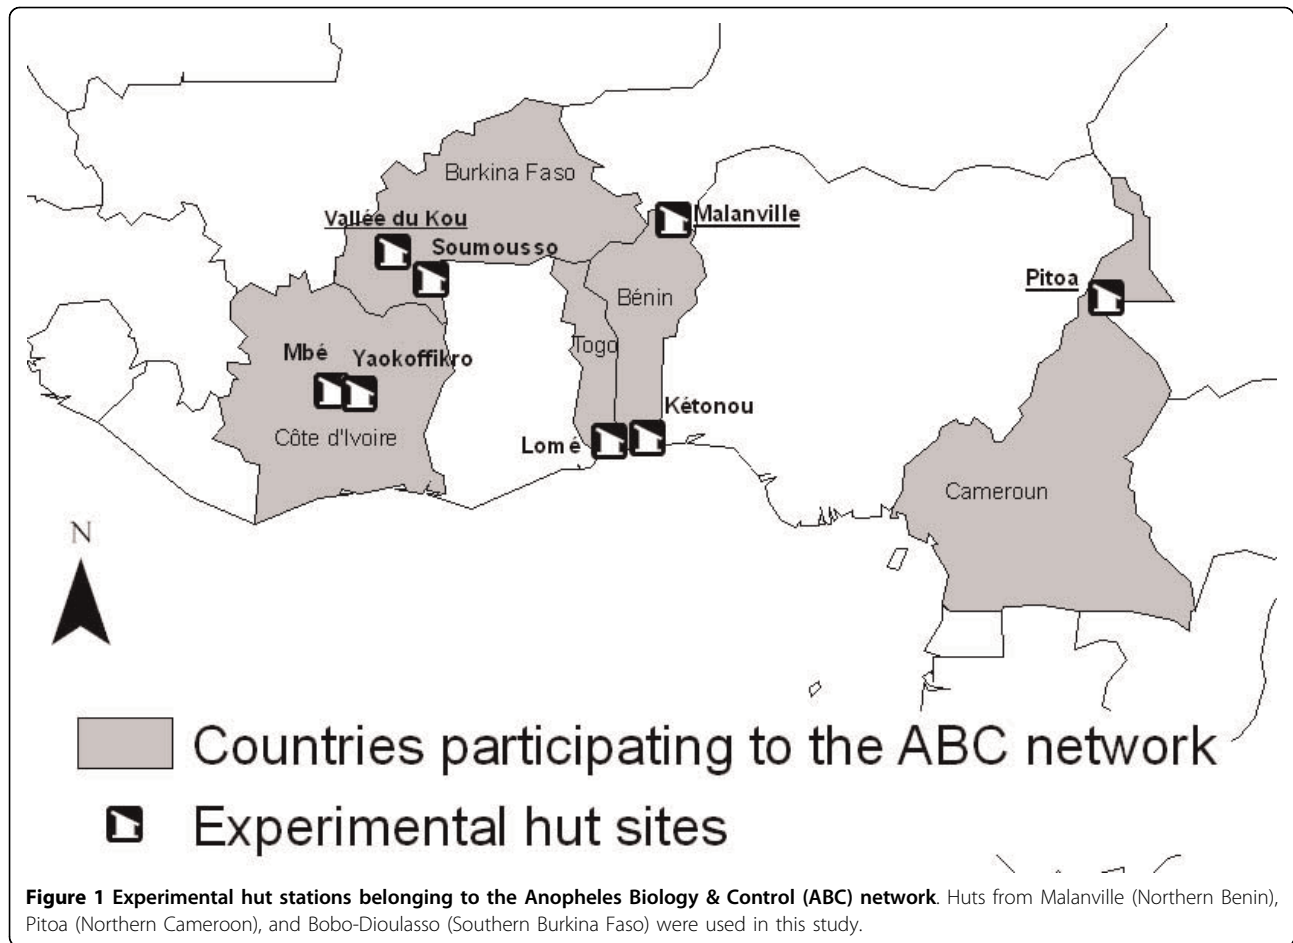 Burkina Faso
Vallée du Kou
Malanville
Soumousso
Pitoa
Bénin
Togo
Mbé
Yaokoffikro
Kétonou
Côte d'Ivoire
Lomé
Cameroun
N
Countries participating to the ABC network
Experimental hut sites
Figure 1 Experimental hut stations belonging to the Anopheles Biology & Control (ABC) network. Huts from Malanville (Northern Benin),
Pitoa (Northern Cameroon), and Bobo-Dioulasso (Southern Burkina Faso) were used in this study.